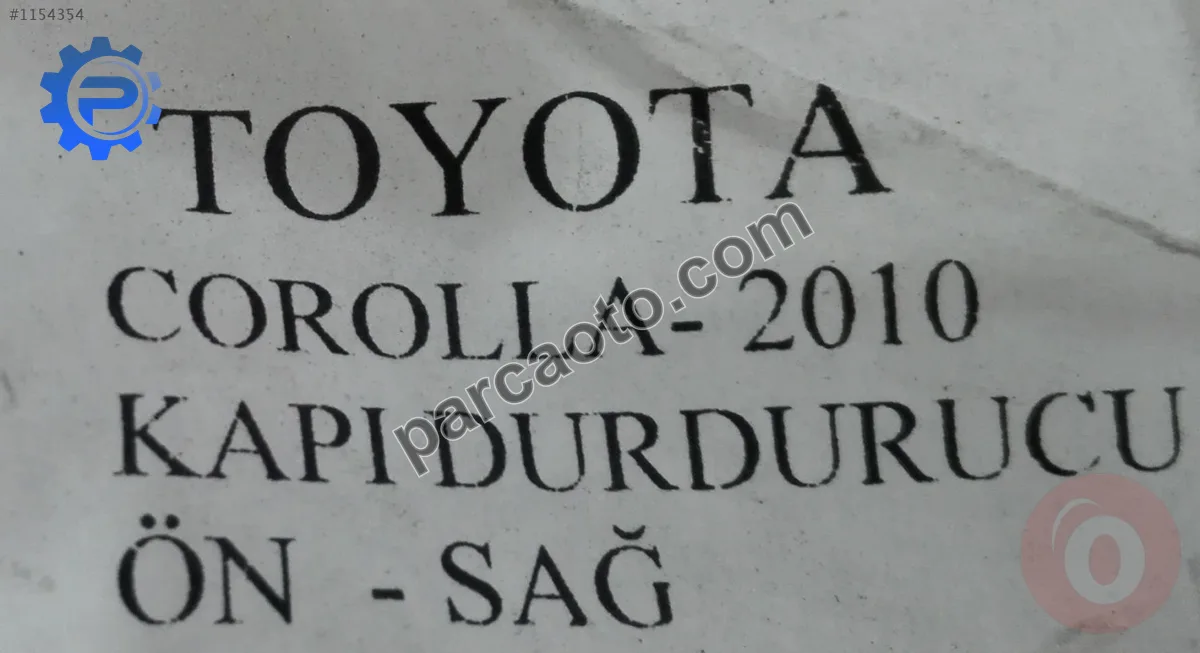 #1154354
TOYOTA
COROLLA - 2010
KAPI DURDURUCU
ÖN - SAĞ
parcaoto.com